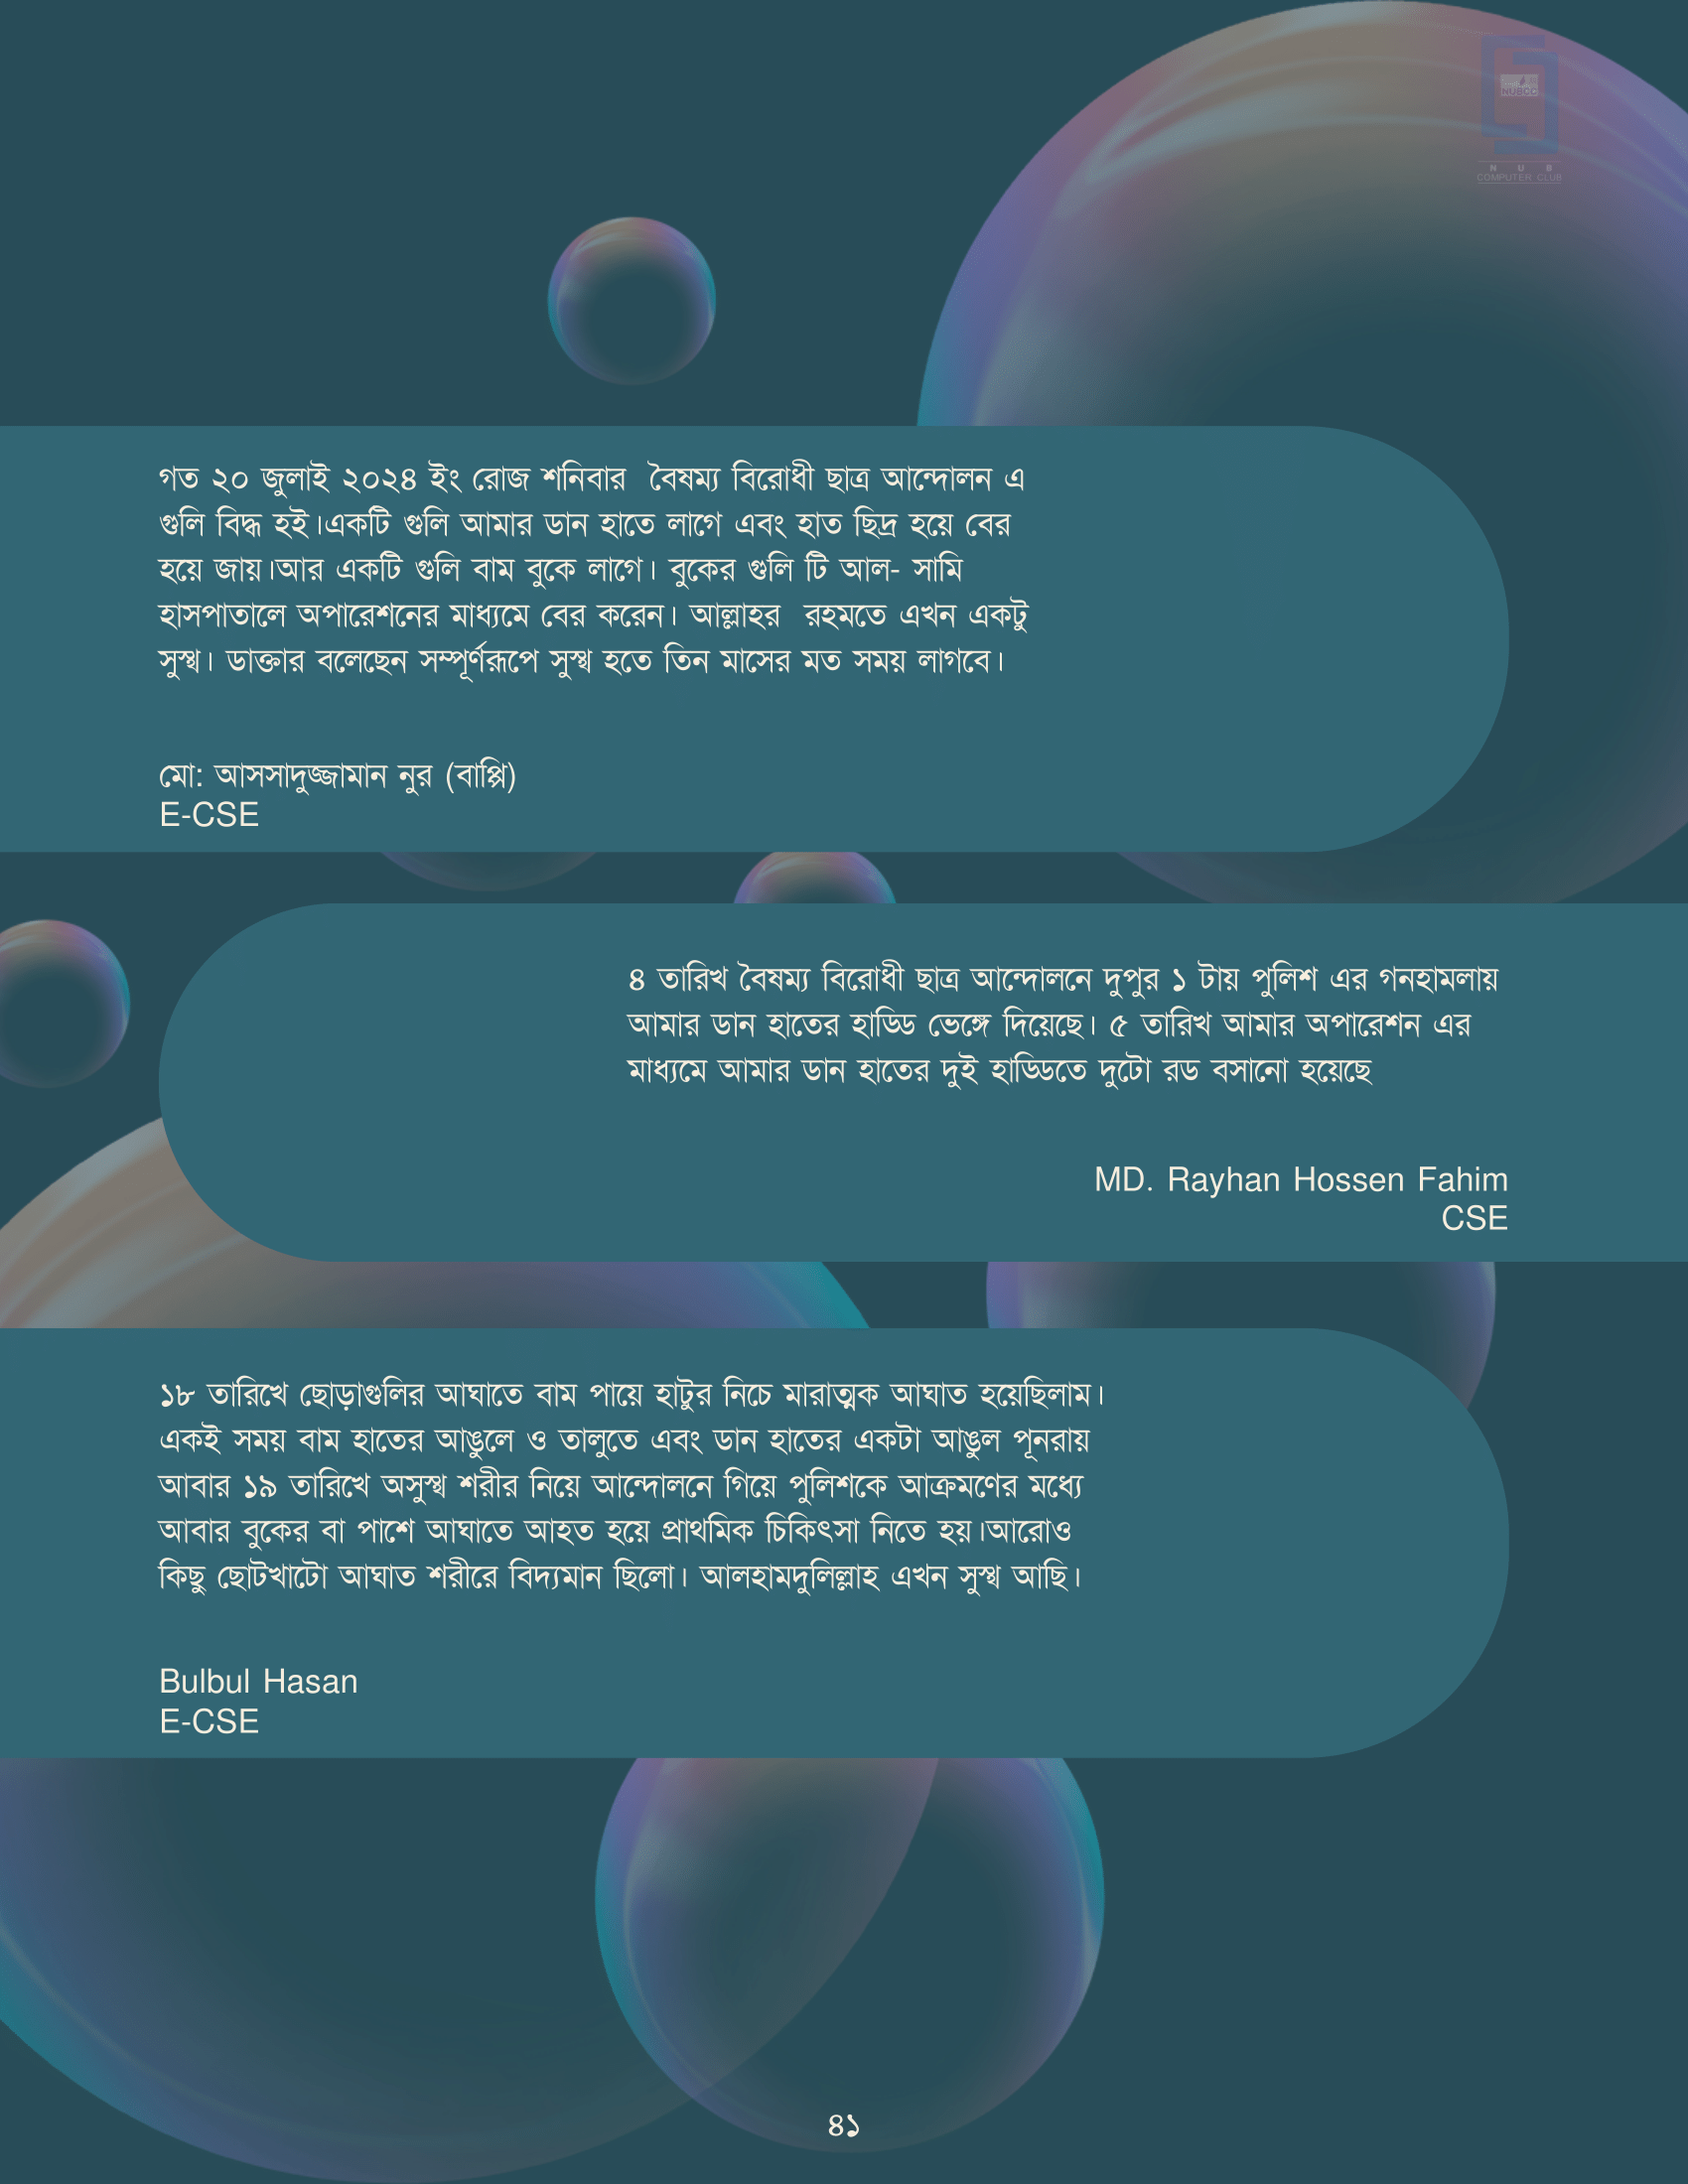 NUBCC
N U B
COMPUTER CLUB
গত ২০ জুলাই ২০২৪ ইং রোজ শনিবার বৈষম্য বিরোধী ছাত্র আন্দোলন এ
গুলি বিদ্ধ হই।একটি গুলি আমার ডান হাতে লাগে এবং হাত ছিদ্র হয়ে বের
হয়ে জায়।আর একটি গুলি বাম বুকে লাগে। বুকের গুলি টি আল- সামি
হাসপাতালে অপারেশনের মাধ্যমে বের করেন। আল্লাহর রহমতে এখন একটু
সুস্থ। ডাক্তার বলেছেন সম্পূর্ণরূপে সুস্থ হতে তিন মাসের মত সময় লাগবে।
মো: আসসাদুজ্জামান নুর (বাপ্পি)
E-CSE
৪ তারিখ বৈষম্য বিরোধী ছাত্র আন্দোলনে দুপুর ১ টায় পুলিশ এর গনহামলায়
আমার ডান হাতের হাড্ডি ভেঙ্গে দিয়েছে। ৫ তারিখ আমার অপারেশন এর
মাধ্যমে আমার ডান হাতের দুই হাড্ডিতে দুটো রড বসানো হয়েছে
MD. Rayhan Hossen Fahim
CSE
১৮ তারিখে ছোড়াগুলির আঘাতে বাম পায়ে হাটুর নিচে মারাত্মক আঘাত হয়েছিলাম।
একই সময় বাম হাতের আঙুলে ও তালুতে এবং ডান হাতের একটা আঙুল পূনরায়
আবার ১৯ তারিখে অসুস্থ শরীর নিয়ে আন্দোলনে গিয়ে পুলিশকে আক্রমণের মধ্যে
আবার বুকের বা পাশে আঘাতে আহত হয়ে প্রাথমিক চিকিৎসা নিতে হয়।আরোও
কিছু ছোটখাটো আঘাত শরীরে বিদ্যমান ছিলো। আলহামদুলিল্লাহ এখন সুস্থ আছি।
Bulbul Hasan
E-CSE
৪১